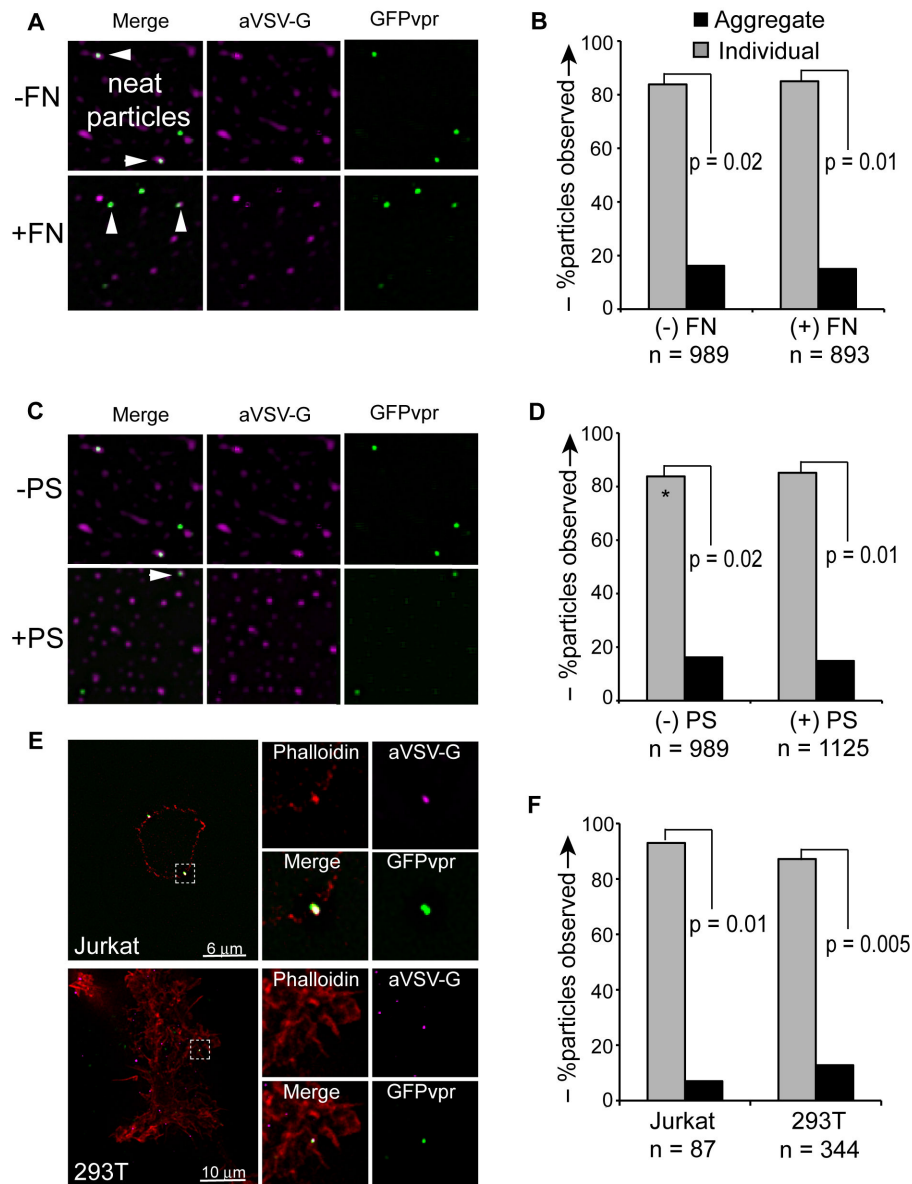 A
Merge aVSV-G GFPvpr
-FN
neat
particles
+FN
B
Aggregate
Individual
– %particles observed →
100
80
60
40
20
0
p = 0.02
p = 0.01
(-) FN
n = 989
(+) FN
n = 893
C
Merge aVSV-G GFPvpr
-PS
+PS
D
– %particles observed →
100
80
60
40
20
0
*
p = 0.02
p = 0.01
(-) PS
n = 989
(+) PS
n = 1125
E
Phalloidin aVSV-G
Merge GFPvpr
Jurkat
6 µm
Phalloidin aVSV-G
Merge GFPvpr
293T
10 µm
F
– %particles observed →
100
80
60
40
20
0
p = 0.01
p = 0.005
Jurkat
n = 87
293T
n = 344